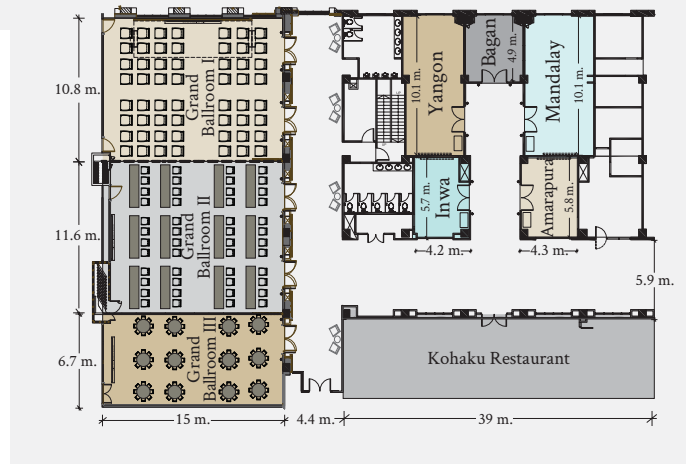 10.8 m.
Grand
Ballroom I
11.6 m.
Grand
Ballroom II
6.7 m.
Grand
Ballroom III
Yangon
10.1 m.
Bagan
4.9 m.
Mandalay
10.1 m.
Inwa
5.7 m.
Amarapura
5.8 m.
4.2 m.
4.3 m.
5.9 m.
Kohaku Restaurant
15 m.
4.4 m.
39 m.